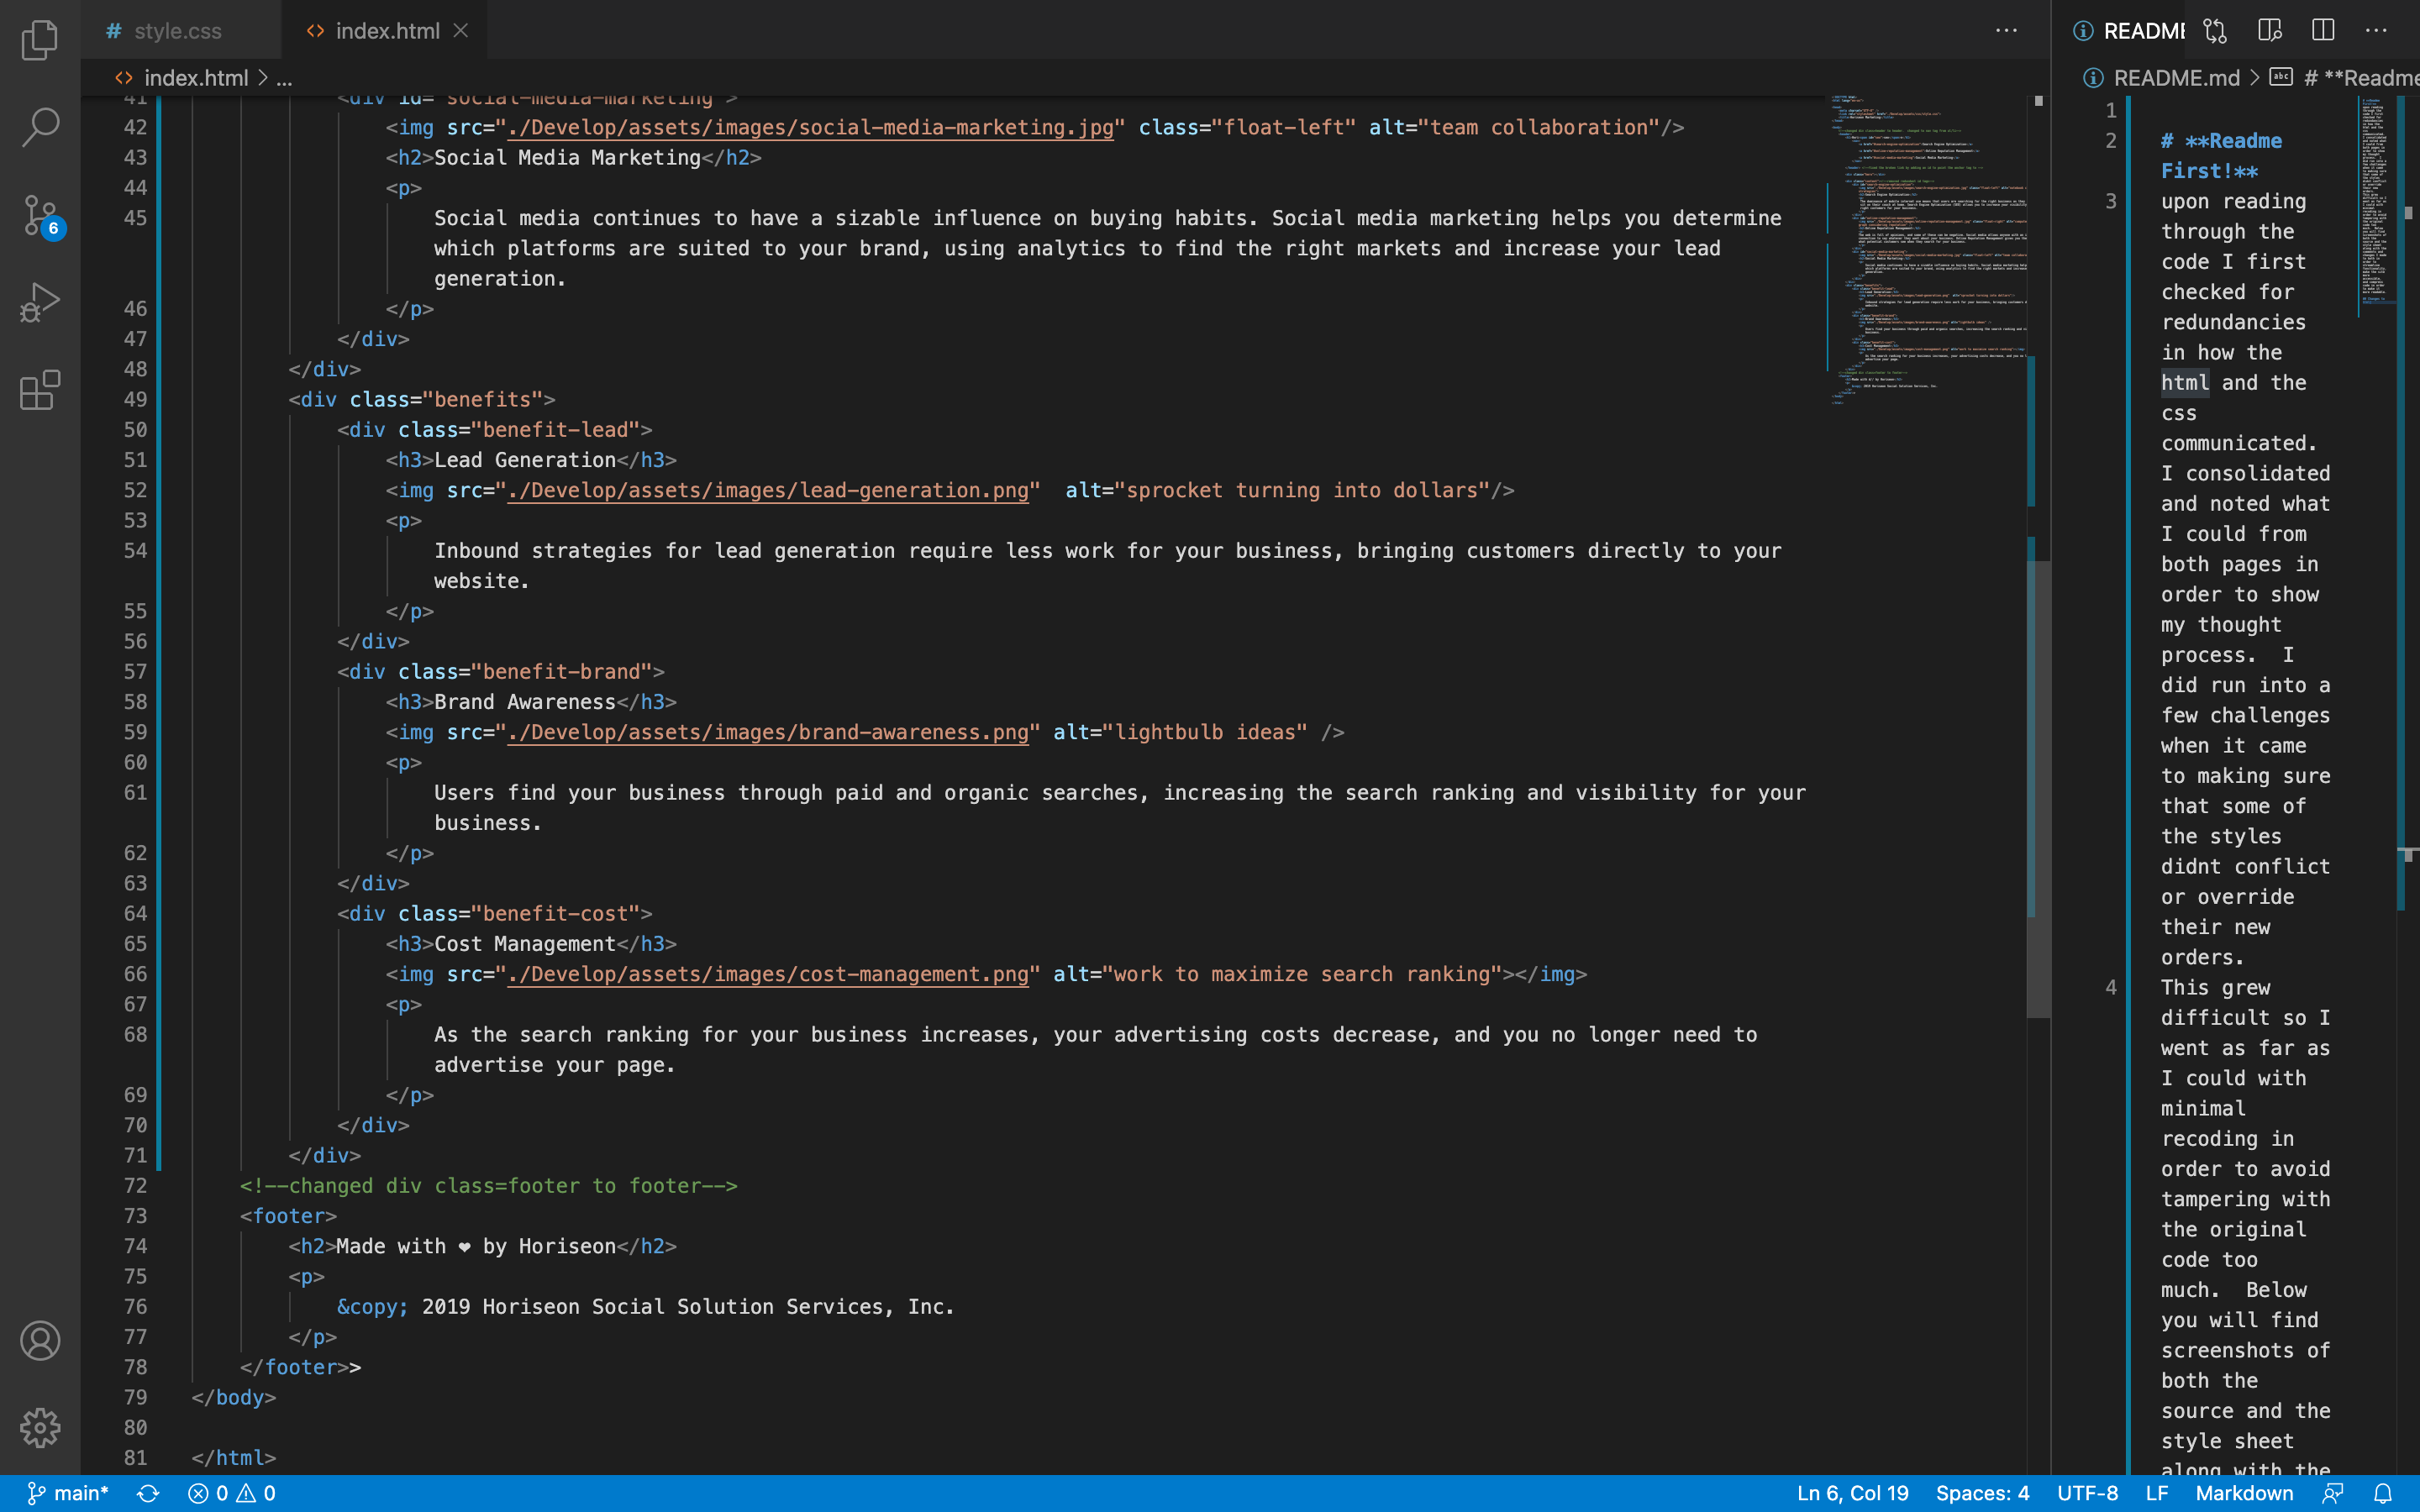 # style.css
<> index.html
README
<> index.html > ...
README.md > # **Readme
41 <div id="social-media-marketing">
42 <img src="./Develop/assets/images/social-media-marketing.jpg" class="float-left" alt="team collaboration"/>
43 <h2>Social Media Marketing</h2>
44 <p>
45 Social media continues to have a sizable influence on buying habits. Social media marketing helps you determine
which platforms are suited to your brand, using analytics to find the right markets and increase your lead
generation.
46 </p>
47 </div>
48 </div>
49 <div class="benefits">
50 <div class="benefit-lead">
51 <h3>Lead Generation</h3>
52 <img src="./Develop/assets/images/lead-generation.png"  alt="sprocket turning into dollars"/>
53 <p>
54 Inbound strategies for lead generation require less work for your business, bringing customers directly to your
website.
55 </p>
56 </div>
57 <div class="benefit-brand">
58 <h3>Brand Awareness</h3>
59 <img src="./Develop/assets/images/brand-awareness.png" alt="lightbulb ideas" />
60 <p>
61 Users find your business through paid and organic searches, increasing the search ranking and visibility for your
business.
62 </p>
63 </div>
64 <div class="benefit-cost">
65 <h3>Cost Management</h3>
66 <img src="./Develop/assets/images/cost-management.png" alt="work to maximize search ranking"></img>
67 <p>
68 As the search ranking for your business increases, your advertising costs decrease, and you no longer need to
advertise your page.
69 </p>
70 </div>
71 </div>
72 <!--changed div class=footer to footer-->
73 <footer>
74 <h2>Made with ❤ by Horiseon</h2>
75 <p>
76 &copy; 2019 Horiseon Social Solution Services, Inc.
77 </p>
78 </footer>>
79 </body>
80
81 </html>
1
2 # **Readme
First!**
3 upon reading
through the
code I first
checked for
redundancies
in how the
html and the
css
communicated.
I consolidated
and noted what
I could from
both pages in
order to show
my thought
process.  I
did run into a
few challenges
when it came
to making sure
that some of
the styles
didnt conflict
or override
their new
orders.
4 This grew
difficult so I
went as far as
I could with
minimal
recoding in
order to avoid
tampering with
the original
code too
much.  Below
you will find
screenshots of
both the
source and the
style sheet
along with the
6
main* 0 0
Ln 6, Col 19 Spaces: 4 UTF-8 LF Markdown